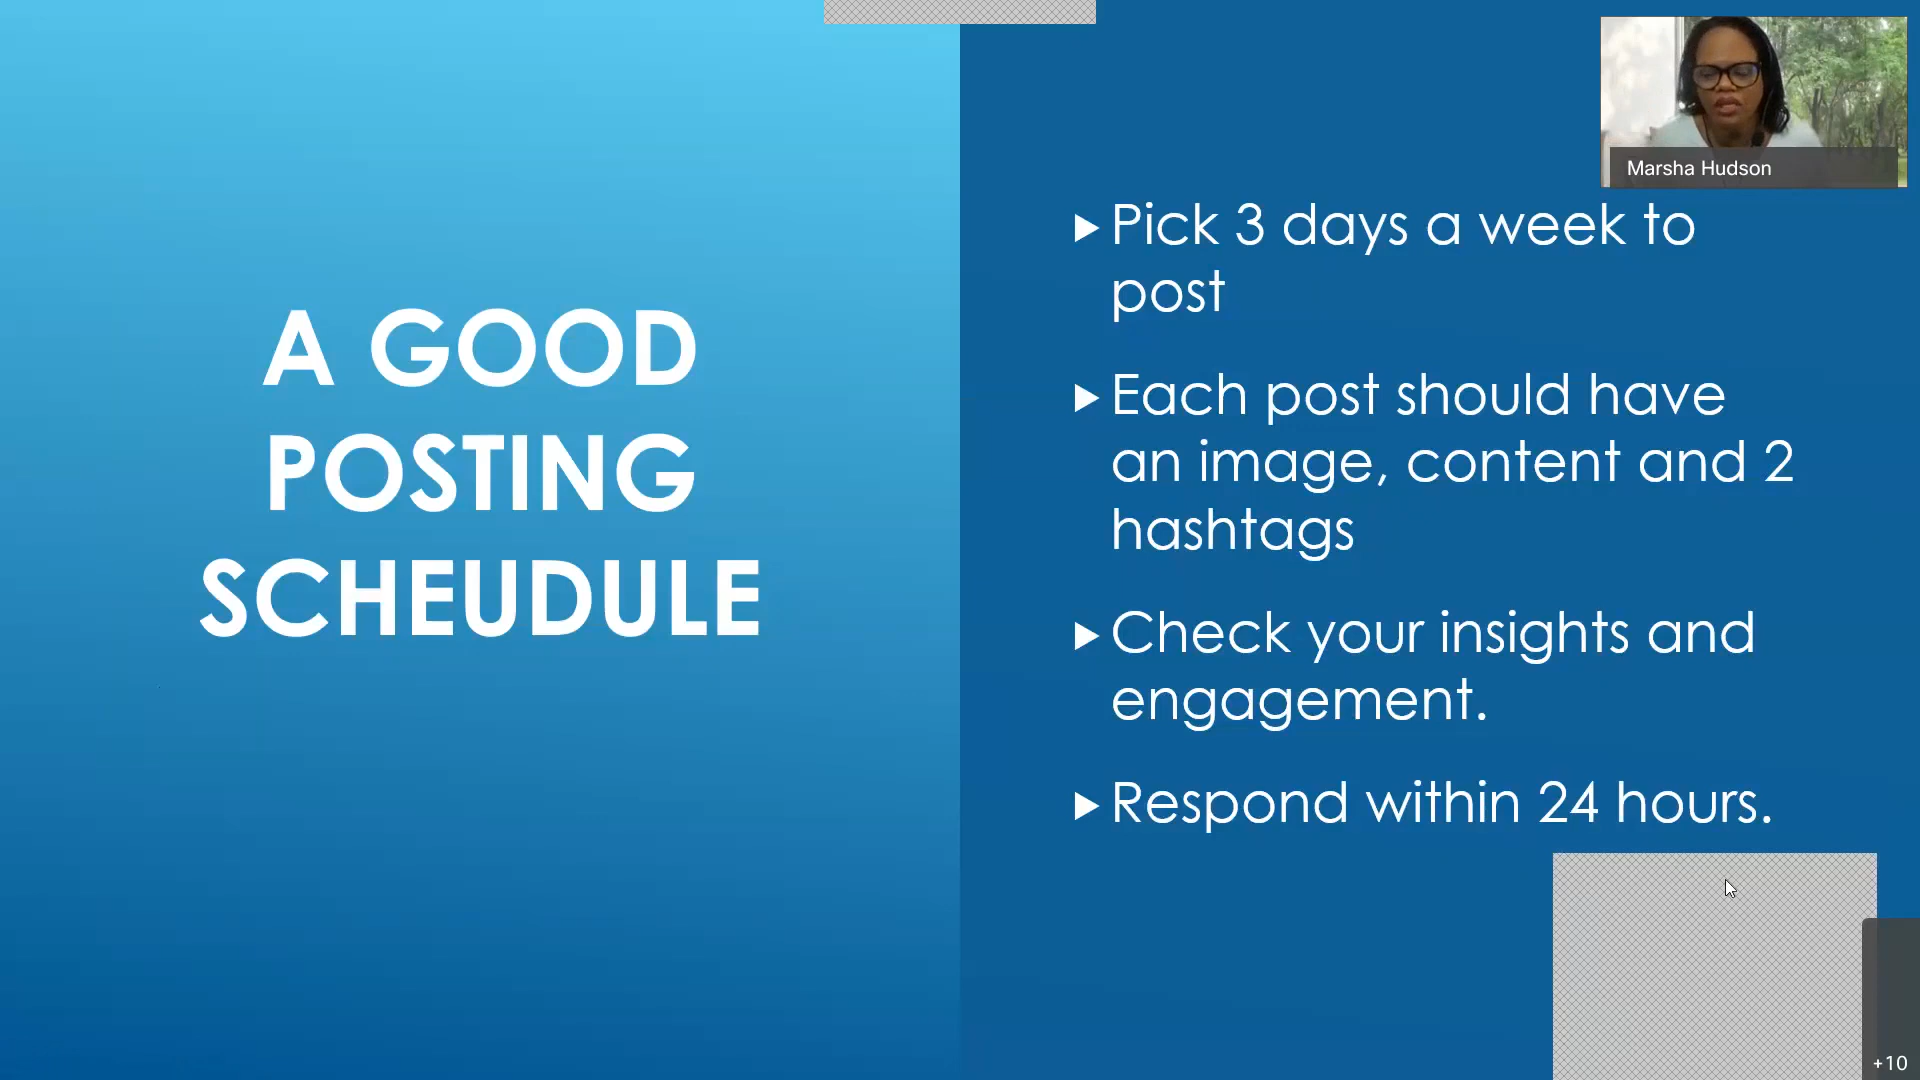 A GOOD
POSTING
SCHEUDULE
Marsha Hudson
Pick 3 days a week to
post
Each post should have
an image, content and 2
hashtags
Check your insights and
engagement.
Respond within 24 hours.
+10